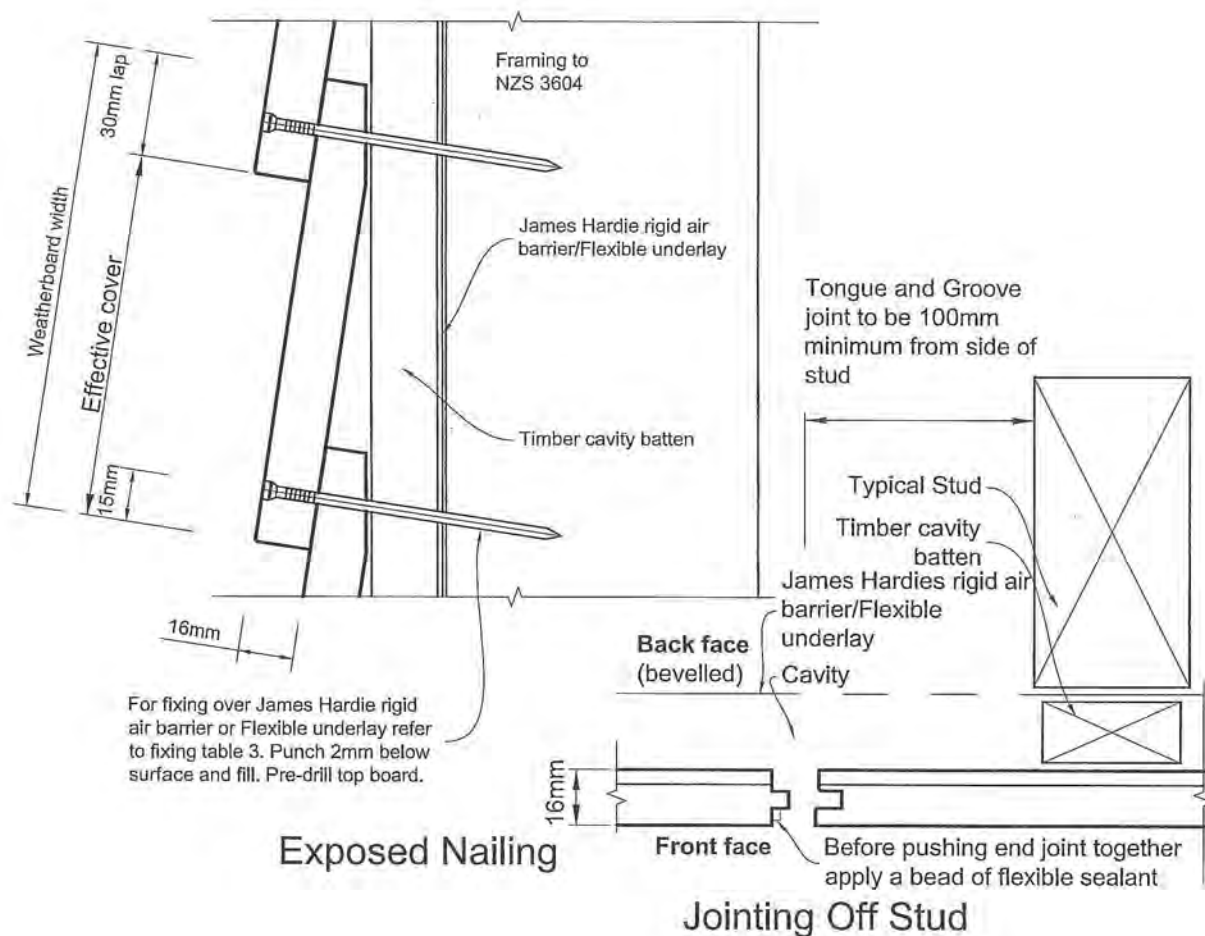 Framing to
NZS 3604
30mm lap
Weatherboard width
Effective cover
15mm
16mm
James Hardie rigid air
barrier/Flexible underlay
Timber cavity batten
For fixing over James Hardie rigid
air barrier or Flexible underlay refer
to fixing table 3. Punch 2mm below
surface and fill. Pre-drill top board.
Exposed Nailing
Tongue and Groove
joint to be 100mm
minimum from side of
stud
Typical Stud
Timber cavity
batten
James Hardies rigid air
barrier/Flexible
underlay
Back face
(bevelled)
Cavity
16mm
Front face
Before pushing end joint together
apply a bead of flexible sealant
Jointing Off Stud